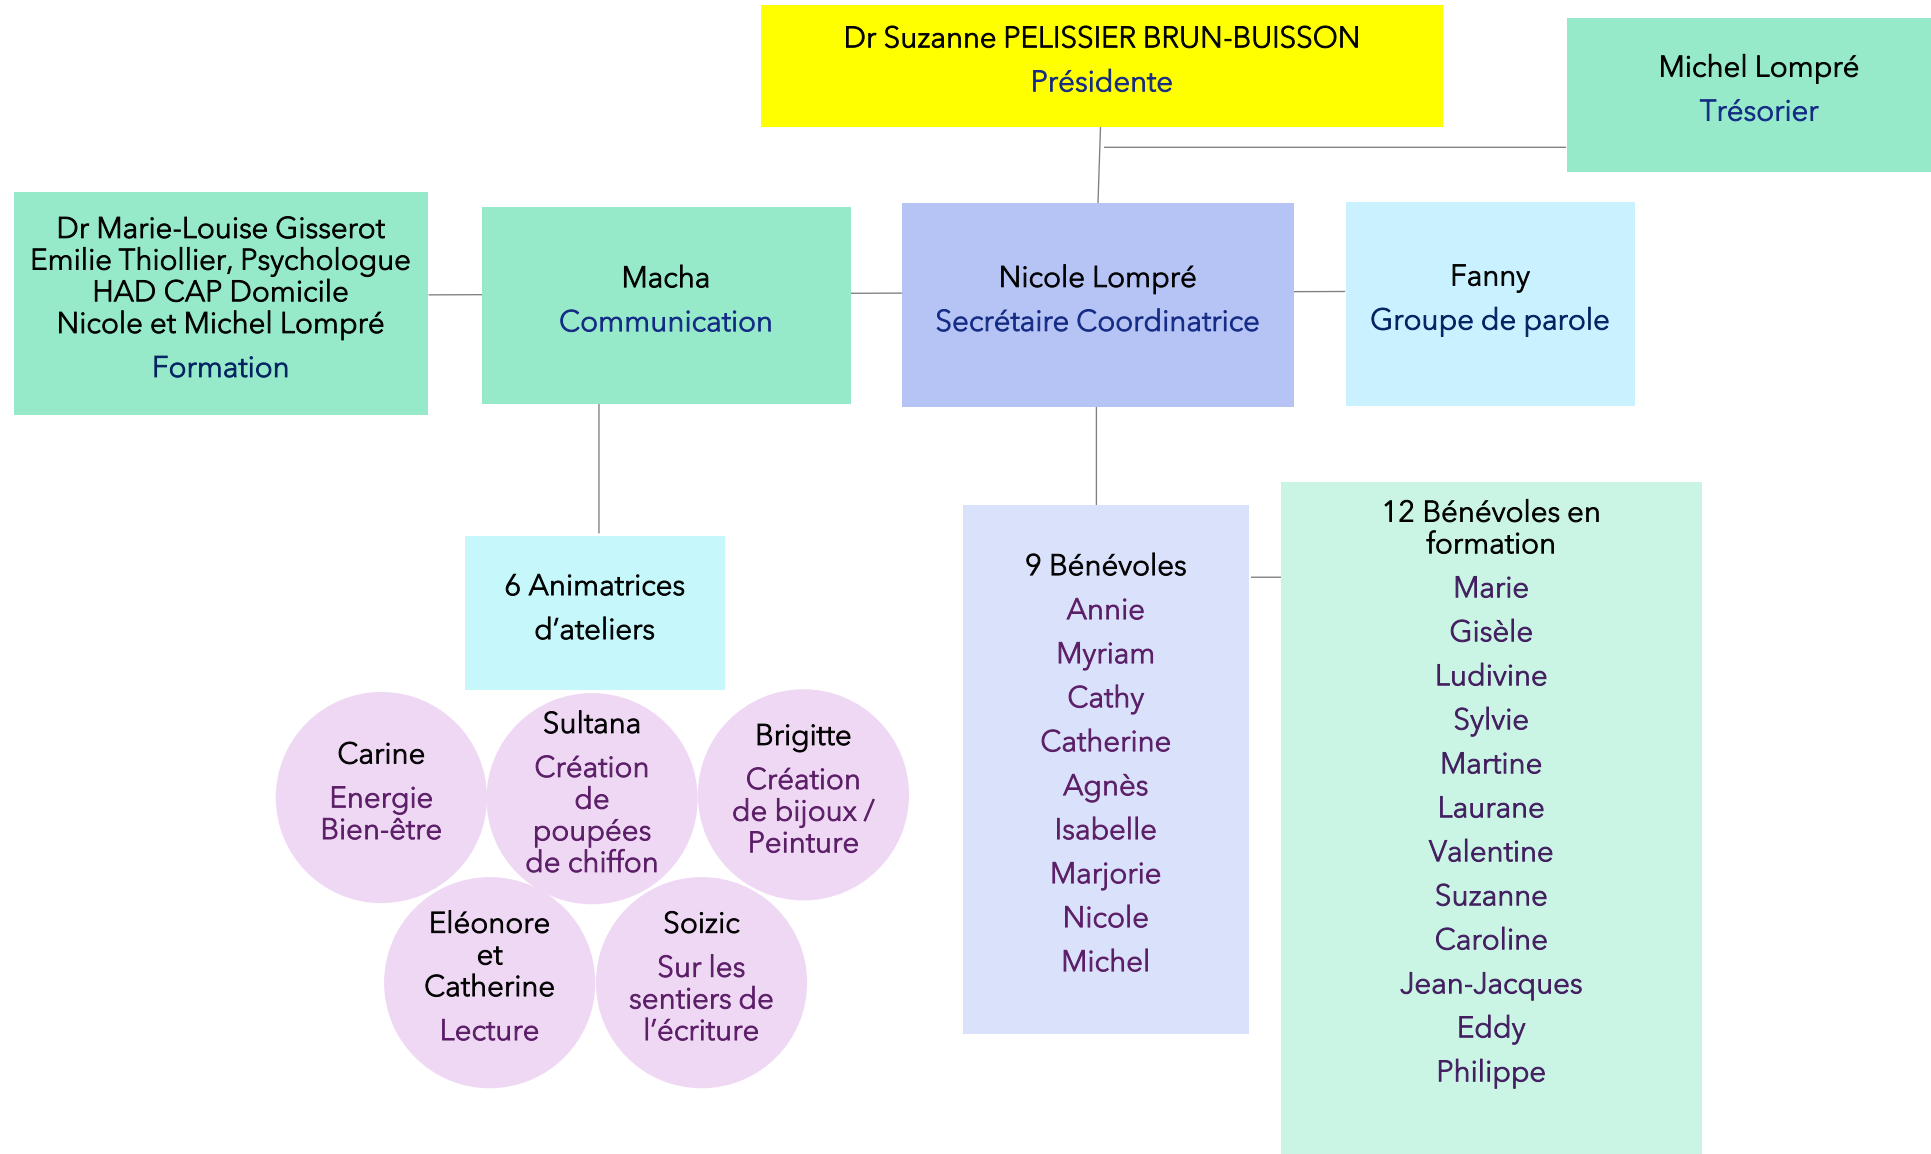 Dr Suzanne PELISSIER BRUN-BUISSON
Présidente
Michel Lompré
Trésorier
Dr Marie-Louise Gisserot
Emilie Thiollier, Psychologue
HAD CAP Domicile
Nicole et Michel Lompré
Formation
Macha
Communication
Nicole Lompré
Secrétaire Coordinatrice
Fanny
Groupe de parole
6 Animatrices
d’ateliers
Carine
Energie
Bien-être
Sultana
Création
de
poupées
de chiffon
Brigitte
Création
de bijoux /
Peinture
Eléonore
et
Catherine
Lecture
Soizic
Sur les
sentiers de
l’écriture
9 Bénévoles
Annie
Myriam
Cathy
Catherine
Agnès
Isabelle
Marjorie
Nicole
Michel
12 Bénévoles en
formation
Marie
Gisèle
Ludivine
Sylvie
Martine
Laurane
Valentine
Suzanne
Caroline
Jean-Jacques
Eddy
Philippe